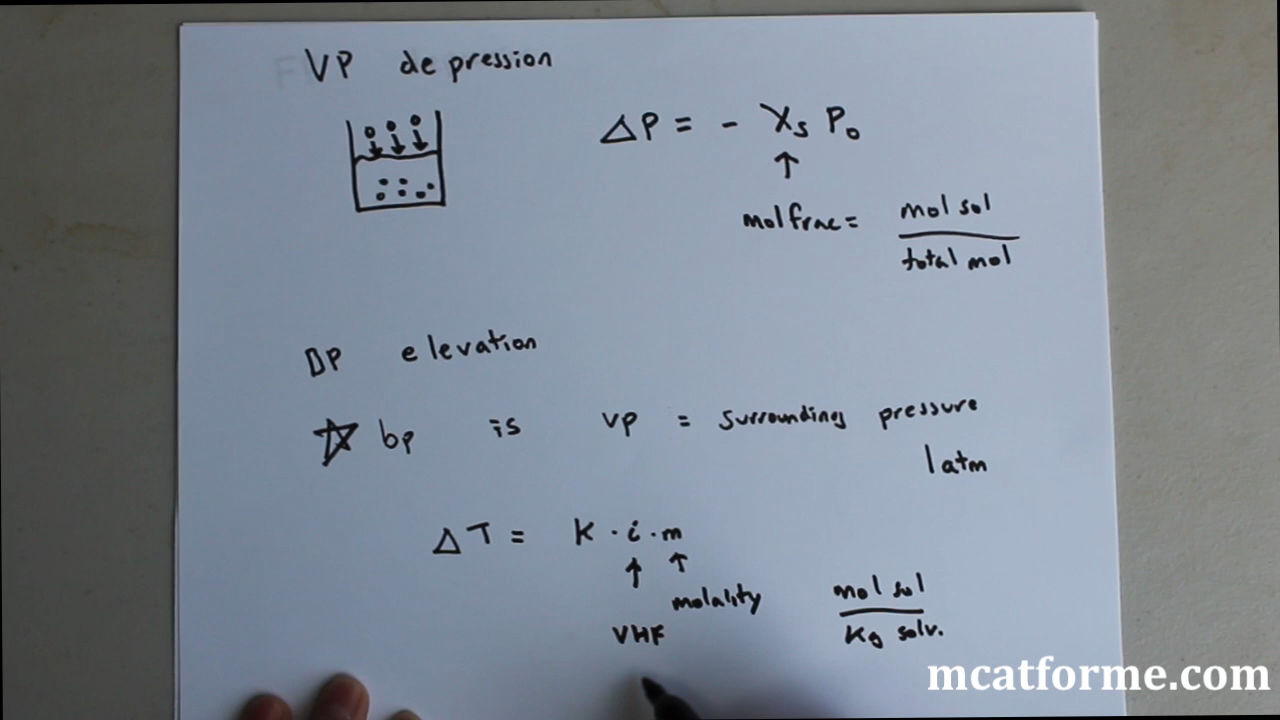 VP depression
ΔP = - Xs Po
molfrac = mol sol
total mol
BP elevation
☆ bp is vp = surrounding pressure
1atm
ΔT = K · i · m
molality
mol sol
kg solv.
VHF
mcatforme.com